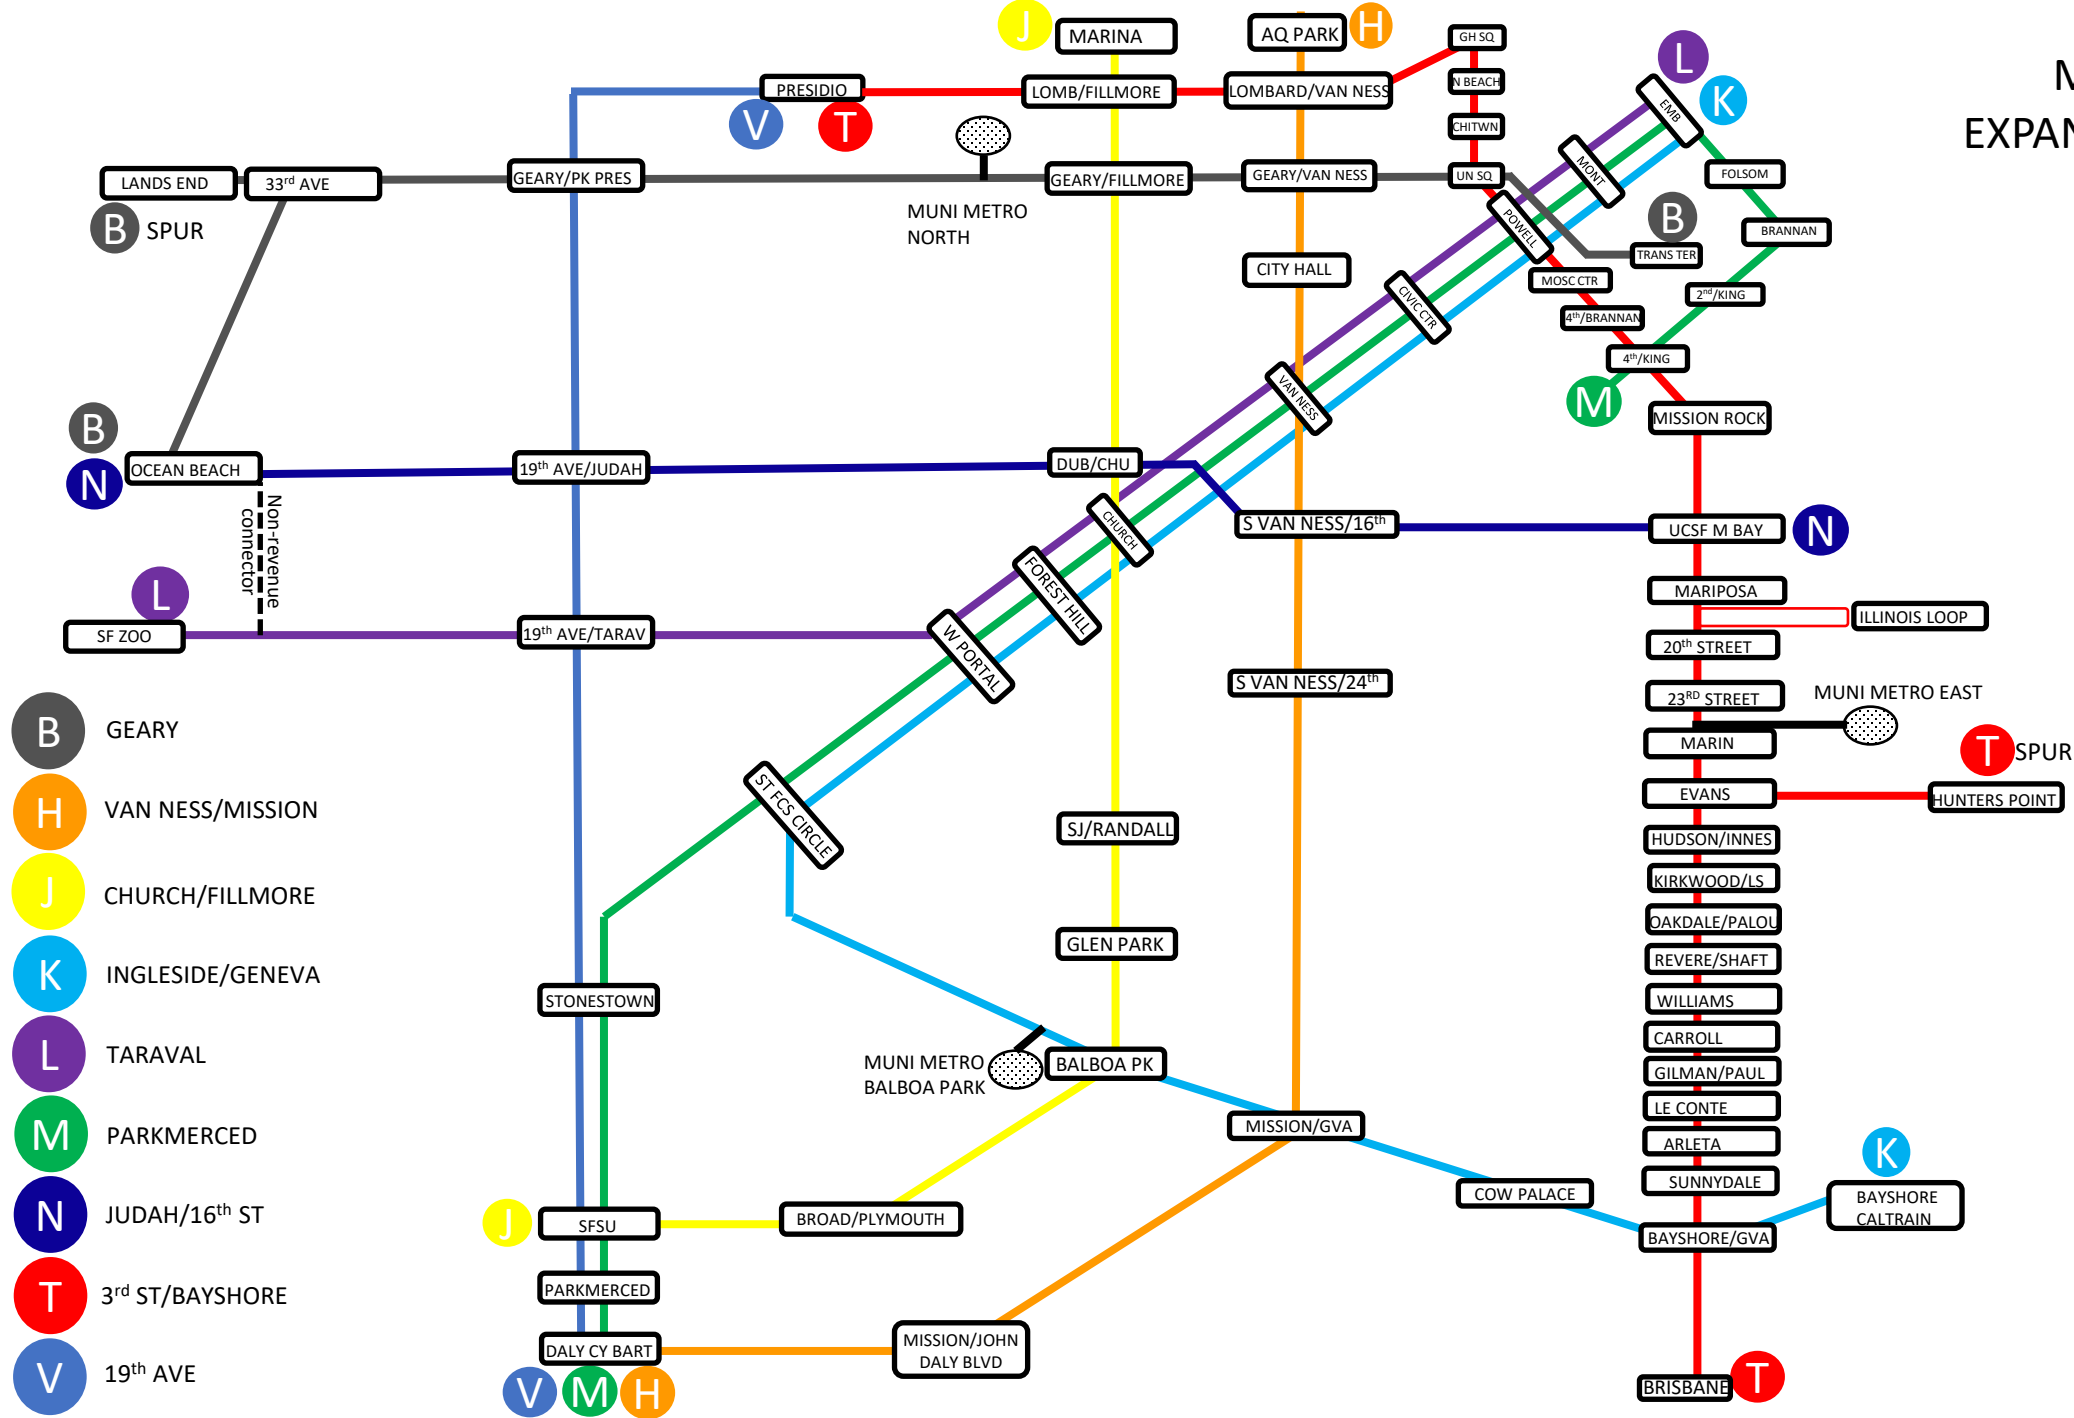 J
MARINA
AQ PARK
H
GH SQ
L
M
EXPAN
PRESIDIO
LOMB/FILLMORE
LOMBARD/VAN NESS
N BEACH
EMB
K
V
T
CHITWN
LANDS END
33rd AVE
GEARY/PK PRES
GEARY/FILLMORE
GEARY/VAN NESS
UN SQ
MONT
FOLSOM
B
SPUR
MUNI METRO
NORTH
POWELL
B
BRANNAN
TRANS TER
CITY HALL
MOSC CTR
2nd/KING
CIVIC CTR
4th/BRANNAN
4th/KING
VAN NESS
M
MISSION ROCK
B
N
OCEAN BEACH
19th AVE/JUDAH
DUB/CHU
Non-revenue
connector
CHURCH
S VAN NESS/16th
UCSF M BAY
N
L
FOREST HILL
MARIPOSA
ILLINOIS LOOP
SF ZOO
19th AVE/TARAV
W PORTAL
20th STREET
S VAN NESS/24th
23RD STREET
MUNI METRO EAST
B
GEARY
MARIN
T
SPUR
H
VAN NESS/MISSION
ST FCS CIRCLE
SJ/RANDALL
EVANS
HUNTERS POINT
HUDSON/INNES
J
CHURCH/FILLMORE
KIRKWOOD/LS
OAKDALE/PALOU
GLEN PARK
REVERE/SHAFT
K
INGLESIDE/GENEVA
STONESTOWN
WILLIAMS
CARROLL
L
TARAVAL
MUNI METRO
BALBOA PARK
BALBOA PK
GILMAN/PAUL
LE CONTE
M
PARKMERCED
MISSION/GVA
ARLETA
K
SUNNYDALE
COW PALACE
BAYSHORE
CALTRAIN
N
JUDAH/16th ST
J
SFSU
BROAD/PLYMOUTH
BAYSHORE/GVA
T
3rd ST/BAYSHORE
PARKMERCED
DALY CY BART
MISSION/JOHN
DALY BLVD
V
19th AVE
V
M
H
BRISBANE
T